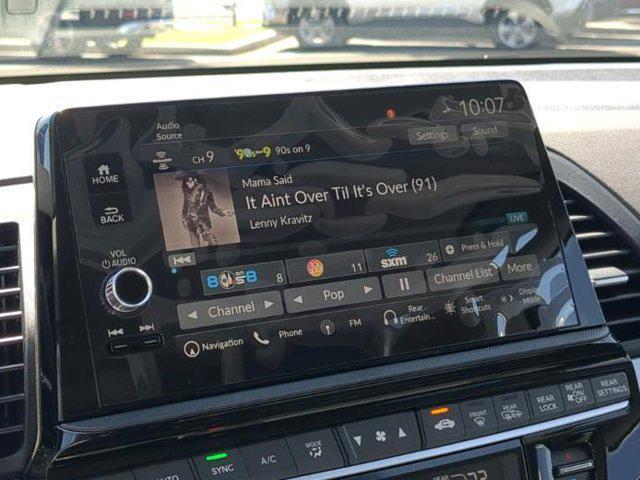 10:07
Audio
Source
Settings
Sound
CH 9
90s on 9
HOME
BACK
Mama Said
It Aint Over Til It's Over (91)
Lenny Kravitz
LIVE
VOL
AUDIO
8
11
sxm
26
+ Press & Hold
Channel
Pop
Channel List
More
Navigation
Phone
FM
Rear
Entertain...
Smart
Shortcuts
Display
Mode
SYNC
A/C
MODE
FRONT
REAR
REAR
LOCK
REAR
ON/
OFF
REAR
SETTINGS
AUTO